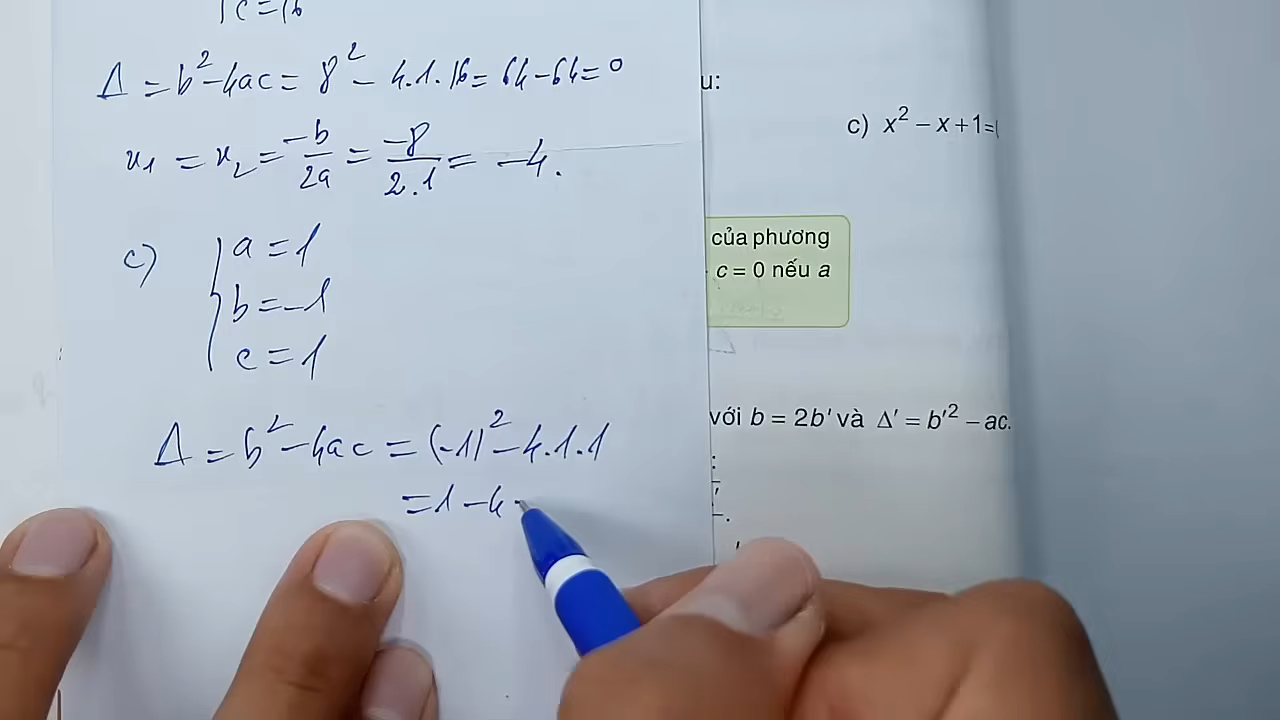 c = 16
Δ = b² - 4ac = 8² - 4.1.16 = 64 - 64 = 0
x₁ = x₂ = -b/2a = -8/2.1 = -4.
c) { a = 1
b = -1
c = 1
Δ = b² - 4ac = (-1)² - 4.1.1
= 1 - 4 -
u:
c) x² - x + 1 =
của phương
c = 0 nếu a
với b = 2b' và Δ' = b'² - ac.